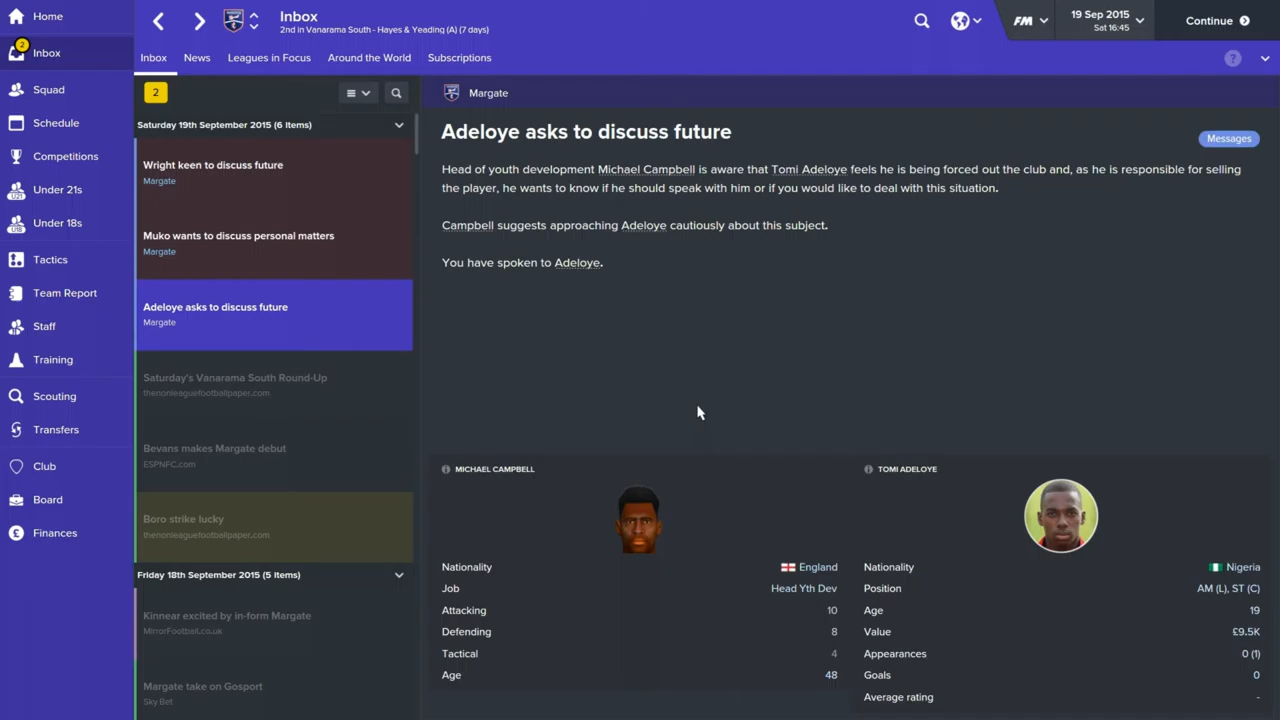 Home
2
Inbox
Squad
Schedule
Competitions
U21
Under 21s
U18
Under 18s
Tactics
Team Report
Staff
Training
Scouting
Transfers
Club
Board
Finances
Inbox
2nd in Vanarama South - Hayes & Yeading (A) (7 days)
FM
19 Sep 2015
Sat 16:45
Continue
Inbox
News
Leagues in Focus
Around the World
Subscriptions
?
2
Saturday 19th September 2015 (6 Items)
Wright keen to discuss future
Margate
Muko wants to discuss personal matters
Margate
Adeloye asks to discuss future
Margate
Saturday's Vanarama South Round-Up
thenonleaguefootballpaper.com
Bevans makes Margate debut
ESPNFC.com
Boro strike lucky
thenonleaguefootballpaper.com
Friday 18th September 2015 (5 Items)
Kinnear excited by in-form Margate
MirrorFootball.co.uk
Margate take on Gosport
Sky Bet
Margate
Adeloye asks to discuss future
Messages
Head of youth development Michael Campbell is aware that Tomi Adeloye feels he is being forced out the club and, as he is responsible for selling
the player, he wants to know if he should speak with him or if you would like to deal with this situation.
Campbell suggests approaching Adeloye cautiously about this subject.
You have spoken to Adeloye.
MICHAEL CAMPBELL
Nationality England
Job Head Yth Dev
Attacking 10
Defending 8
Tactical 4
Age 48
TOMI ADELOYE
Nationality Nigeria
Position AM (L), ST (C)
Age 19
Value £9.5K
Appearances 0 (1)
Goals 0
Average rating -